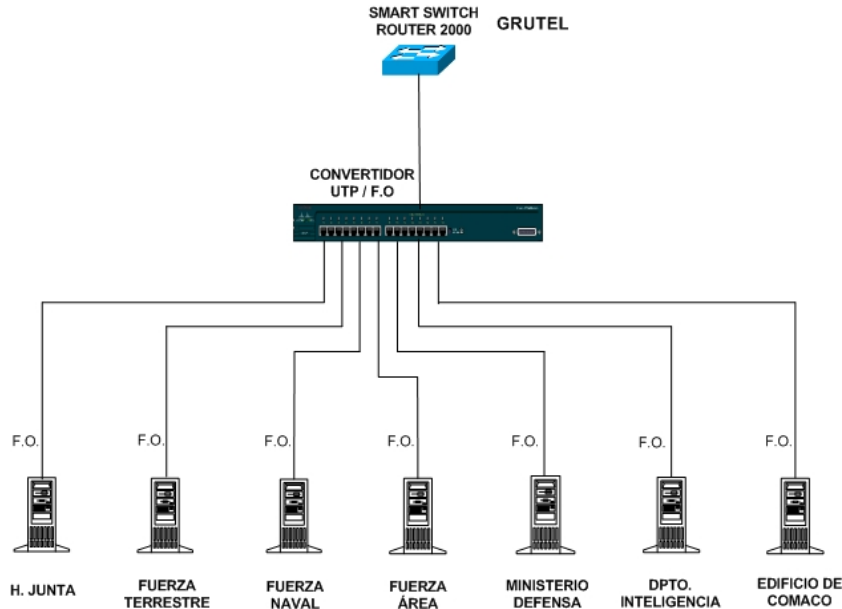 SMART SWITCH
ROUTER 2000
GRUTEL
CONVERTIDOR
UTP / F.O
F.O.
F.O.
F.O.
F.O.
F.O.
F.O.
F.O.
H. JUNTA
FUERZA
TERRESTRE
FUERZA
NAVAL
FUERZA
ÁREA
MINISTERIO
DEFENSA
DPTO.
INTELIGENCIA
EDIFICIO DE
COMACO